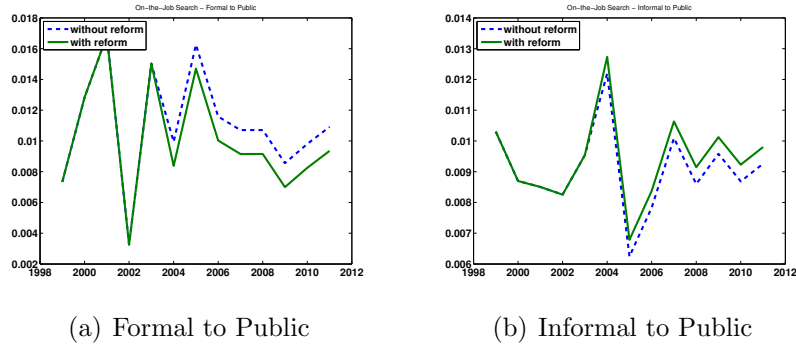 On-the-Job Search – Formal to Public
0.018
0.016
0.014
0.012
0.01
0.008
0.006
0.004
0.002
1998 2000 2002 2004 2006 2008 2010 2012
without reform
with reform
(a) Formal to Public
On-the-Job Search – Informal to Public
0.014
0.013
0.012
0.011
0.01
0.009
0.008
0.007
0.006
1998 2000 2002 2004 2006 2008 2010 2012
without reform
with reform
(b) Informal to Public